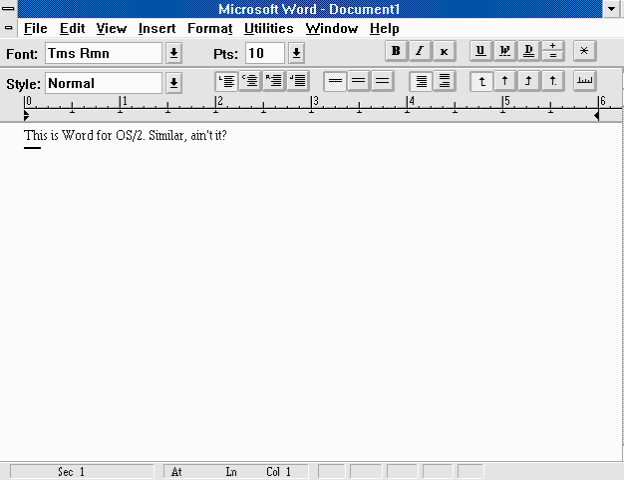 Microsoft Word - Document1
File Edit View Insert Format Utilities Window Help
Font: Tms Rmn Pts: 10 B I K U W D + =  *
Style: Normal L C R J
0 1 2 3 4 5 6
This is Word for OS/2. Similar, ain't it?
Sec 1 At Ln Col 1